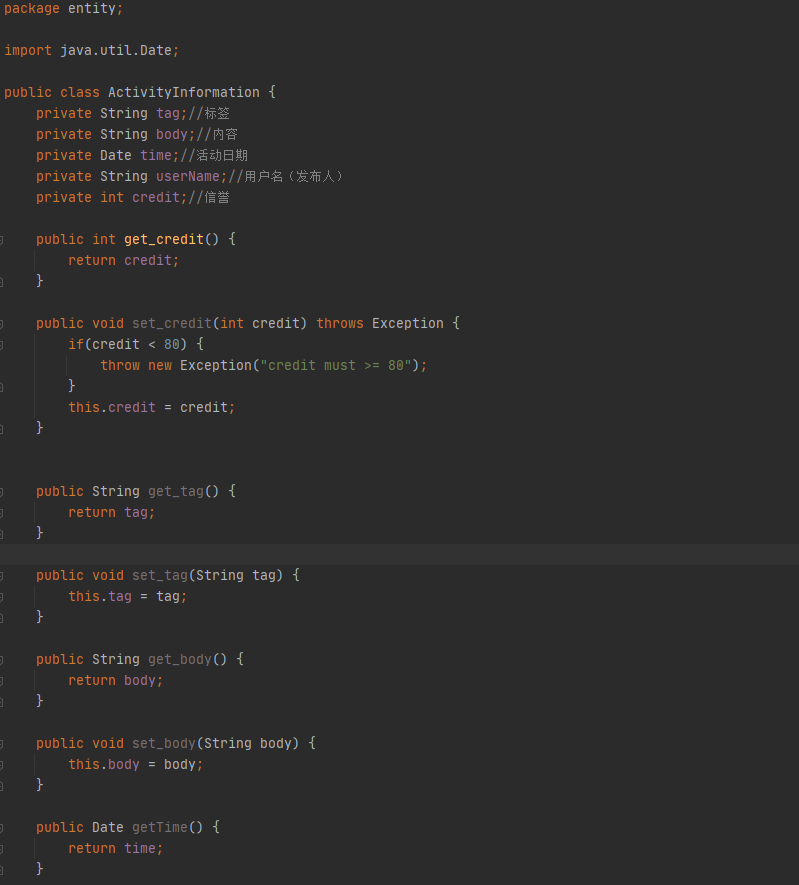 package entity;
import java.util.Date;
public class ActivityInformation {
private String tag;//标签
private String body;//内容
private Date time;//活动日期
private String userName;//用户名（发布人）
private int credit;//信誉
public int get_credit() {
return credit;
}
public void set_credit(int credit) throws Exception {
if(credit < 80) {
throw new Exception("credit must >= 80");
}
this.credit = credit;
}
public String get_tag() {
return tag;
}
public void set_tag(String tag) {
this.tag = tag;
}
public String get_body() {
return body;
}
public void set_body(String body) {
this.body = body;
}
public Date getTime() {
return time;
}